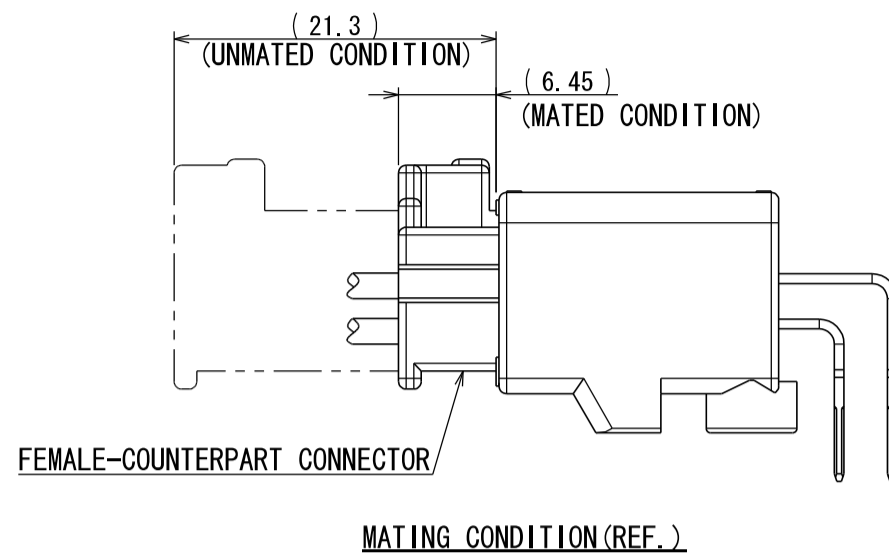 ( 21.3 )
(UNMATED CONDITION)
( 6.45 )
(MATED CONDITION)
FEMALE-COUNTERPART CONNECTOR
MATING CONDITION(REF.)